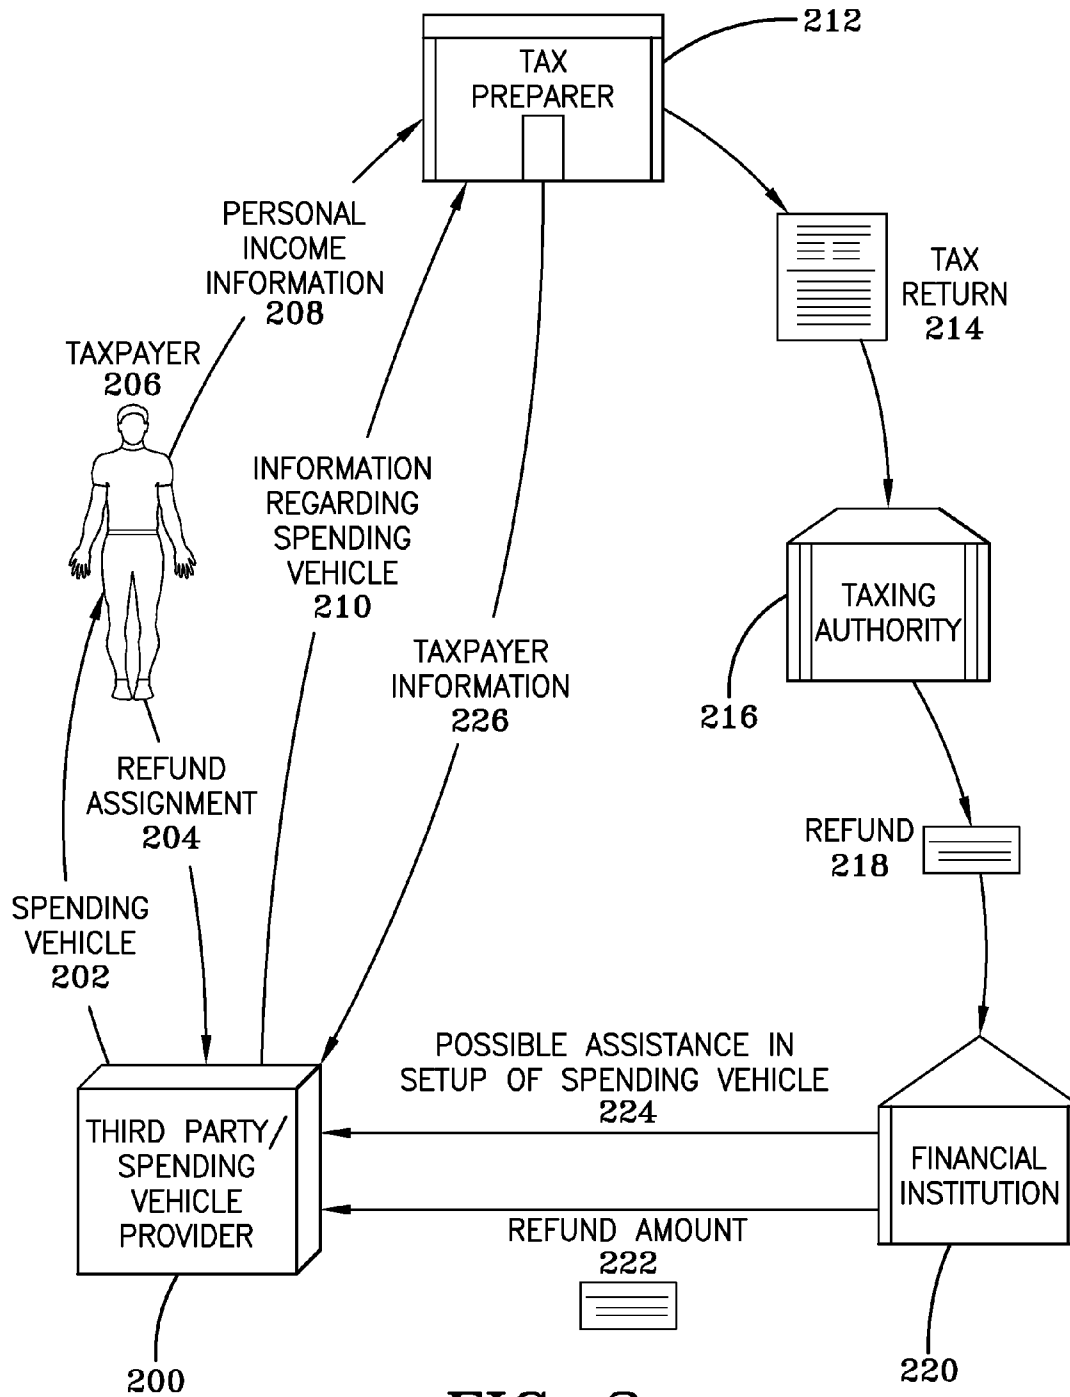 212
TAX
PREPARER
PERSONAL
INCOME
INFORMATION
208
TAX
RETURN
214
TAXPAYER
206
INFORMATION
REGARDING
SPENDING
VEHICLE
210
TAXPAYER
INFORMATION
226
TAXING
AUTHORITY
216
REFUND
ASSIGNMENT
204
REFUND
218
SPENDING
VEHICLE
202
POSSIBLE ASSISTANCE IN
SETUP OF SPENDING VEHICLE
224
THIRD PARTY/
SPENDING
VEHICLE
PROVIDER
FINANCIAL
INSTITUTION
REFUND AMOUNT
222
200
220